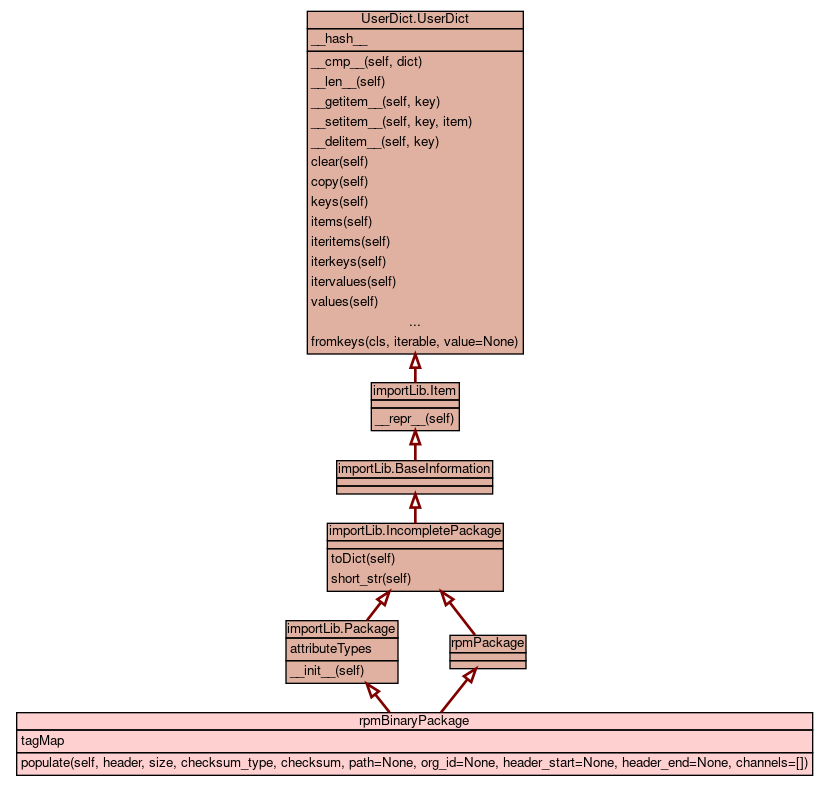 UserDict.UserDict
__hash__
__cmp__(self, dict)
__len__(self)
__getitem__(self, key)
__setitem__(self, key, item)
__delitem__(self, key)
clear(self)
copy(self)
keys(self)
items(self)
iteritems(self)
iterkeys(self)
itervalues(self)
values(self)
...
fromkeys(cls, iterable, value=None)
importLib.Item
__repr__(self)
importLib.BaseInformation
importLib.IncompletePackage
toDict(self)
short_str(self)
importLib.Package
attributeTypes
__init__(self)
rpmPackage
rpmBinaryPackage
tagMap
populate(self, header, size, checksum_type, checksum, path=None, org_id=None, header_start=None, header_end=None, channels=[])